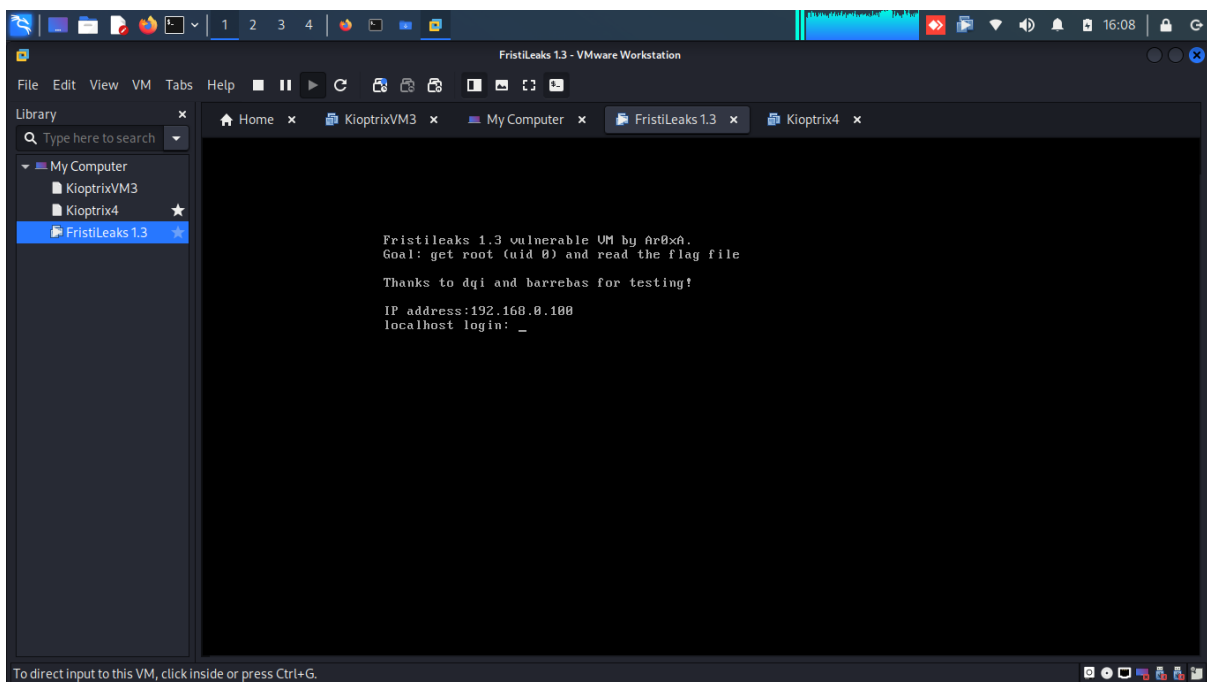 1 2 3 4 16:08
FristiLeaks 1.3 - VMware Workstation
File Edit View VM Tabs Help
Library
Home KioptrixVM3 My Computer FristiLeaks 1.3 Kioptrix4
Type here to search
My Computer
KioptrixVM3
Kioptrix4
FristiLeaks 1.3
Fristileaks 1.3 vulnerable VM by Ar0xA.
Goal: get root (uid 0) and read the flag file
Thanks to dqi and barrebas for testing!
IP address:192.168.0.100
localhost login: _
To direct input to this VM, click inside or press Ctrl+G.